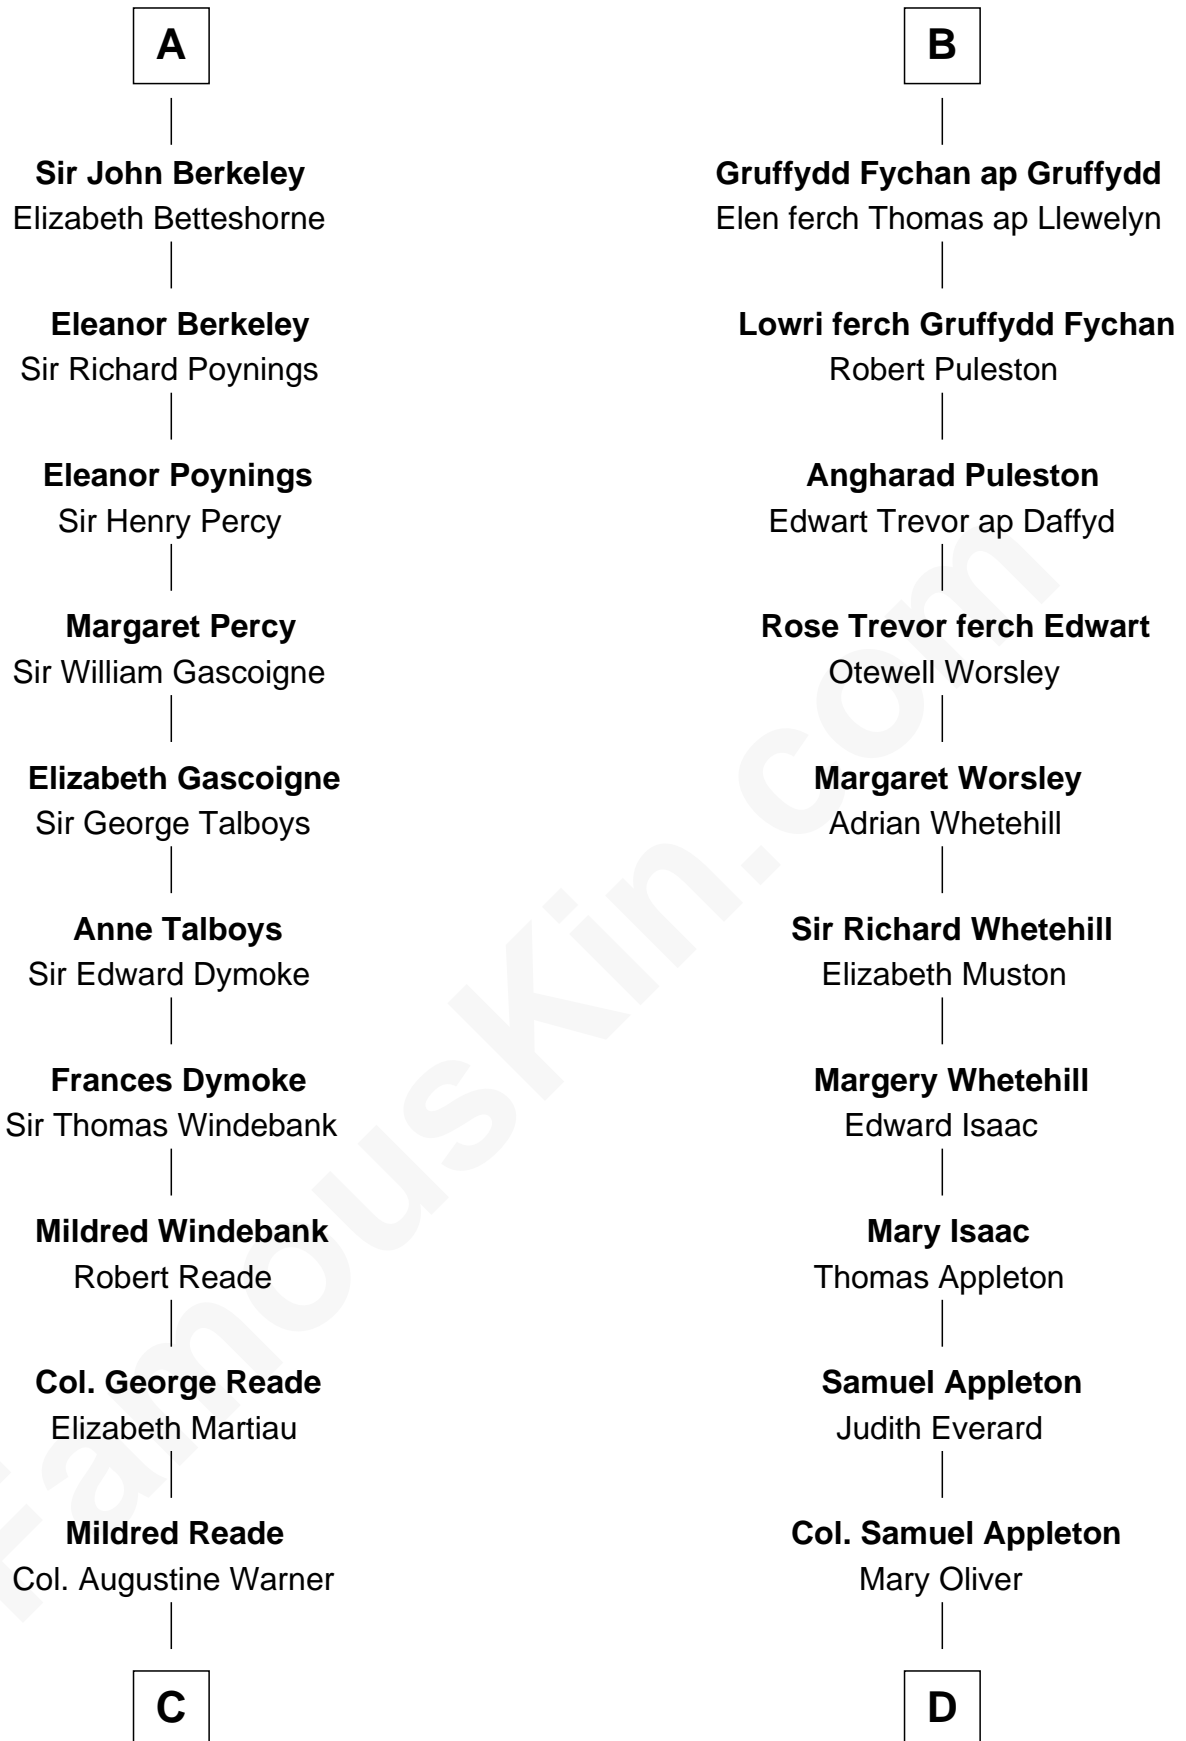 A
Sir John Berkeley
Elizabeth Betteshorne
Eleanor Berkeley
Sir Richard Poynings
Eleanor Poynings
Sir Henry Percy
Margaret Percy
Sir William Gascoigne
Elizabeth Gascoigne
Sir George Talboys
Anne Talboys
Sir Edward Dymoke
Frances Dymoke
Sir Thomas Windebank
Mildred Windebank
Robert Reade
Col. George Reade
Elizabeth Martiau
Mildred Reade
Col. Augustine Warner
C
B
Gruffydd Fychan ap Gruffydd
Elen ferch Thomas ap Llewelyn
Lowri ferch Gruffydd Fychan
Robert Puleston
Angharad Puleston
Edwart Trevor ap Daffyd
Rose Trevor ferch Edwart
Otewell Worsley
Margaret Worsley
Adrian Whetehill
Sir Richard Whetehill
Elizabeth Muston
Margery Whetehill
Edward Isaac
Mary Isaac
Thomas Appleton
Samuel Appleton
Judith Everard
Col. Samuel Appleton
Mary Oliver
D
FamousKin.com